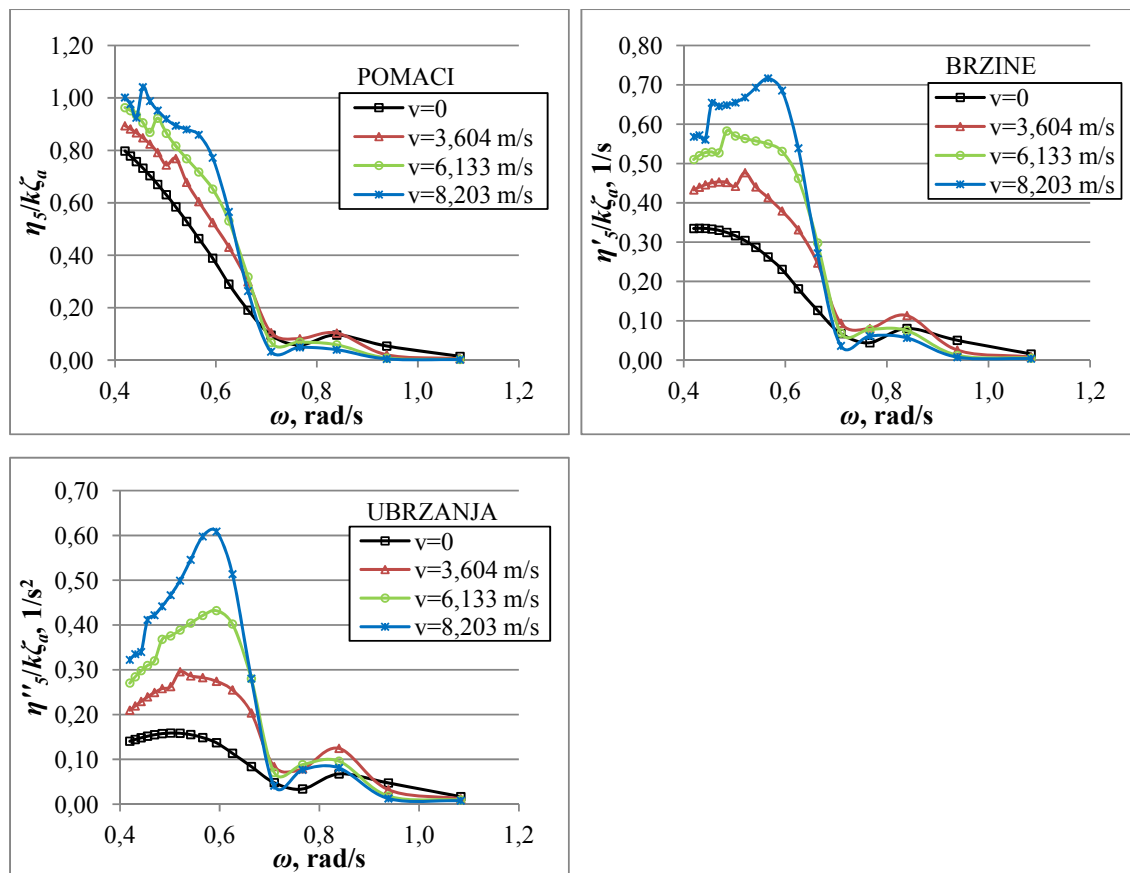 POMACI
v=0
v=3,604 m/s
v=6,133 m/s
v=8,203 m/s
1,20
1,00
0,80
0,60
0,40
0,20
0,00
η5/kζa
0,4 0,6 0,8 1,0 1,2
ω, rad/s
BRZINE
v=0
v=3,604 m/s
v=6,133 m/s
v=8,203 m/s
0,80
0,70
0,60
0,50
0,40
0,30
0,20
0,10
0,00
η'5/kζa, 1/s
0,4 0,6 0,8 1,0 1,2
ω, rad/s
UBRZANJA
v=0
v=3,604 m/s
v=6,133 m/s
v=8,203 m/s
0,70
0,60
0,50
0,40
0,30
0,20
0,10
0,00
η''5/kζa, 1/s²
0,4 0,6 0,8 1,0 1,2
ω, rad/s